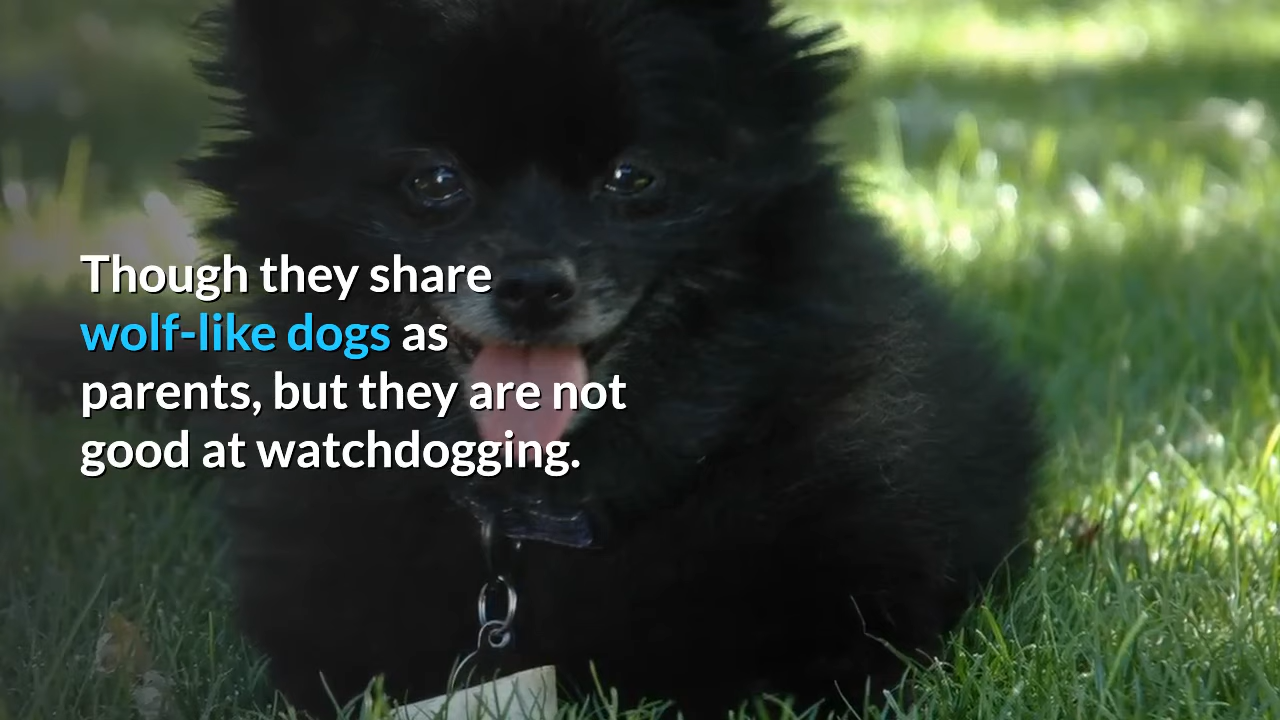 Though they share
wolf-like dogs as
parents, but they are not
good at watchdogging.